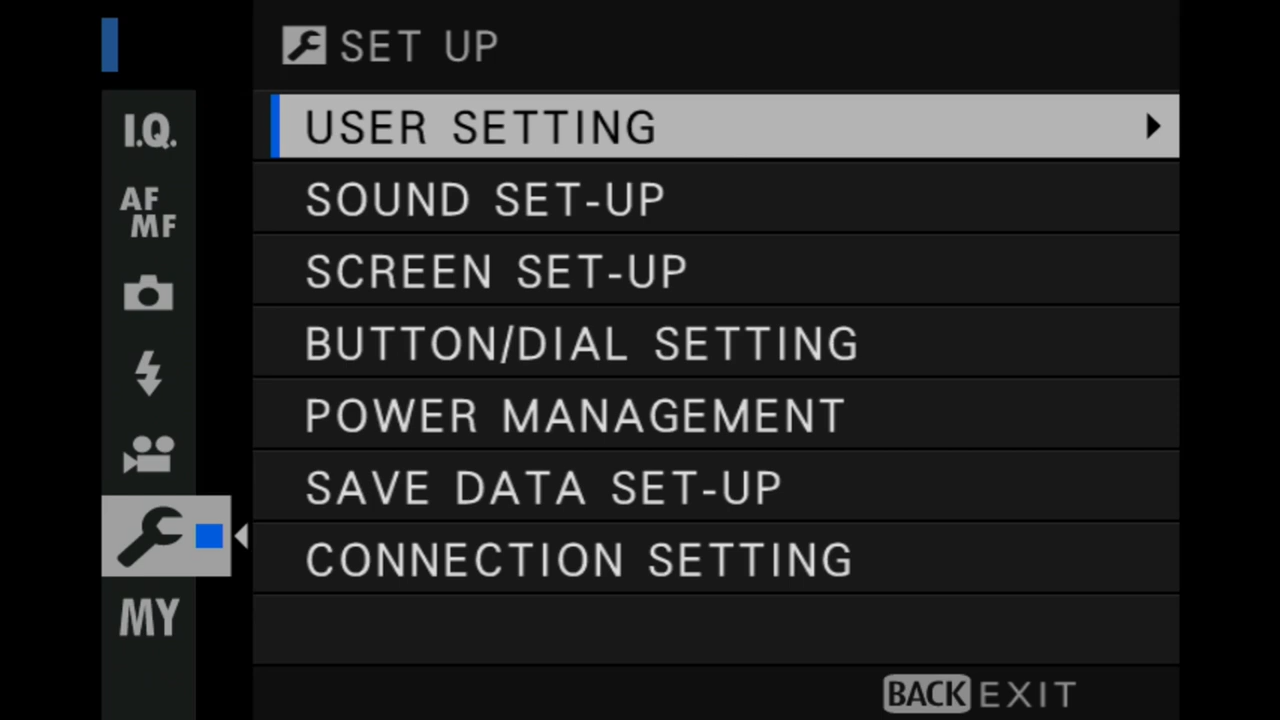 SET UP
I.Q.
AF
MF
MY
USER SETTING
SOUND SET-UP
SCREEN SET-UP
BUTTON/DIAL SETTING
POWER MANAGEMENT
SAVE DATA SET-UP
CONNECTION SETTING
BACK EXIT